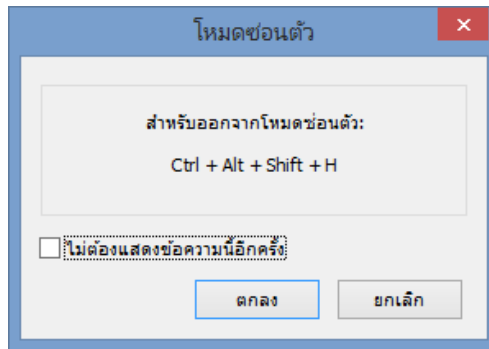 โหมดซ่อนตัว
สำหรับออกจากโหมดซ่อนตัว:
Ctrl + Alt + Shift + H
ไม่ต้องแสดงข้อความนี้อีกครั้ง
ตกลง
ยกเลิก